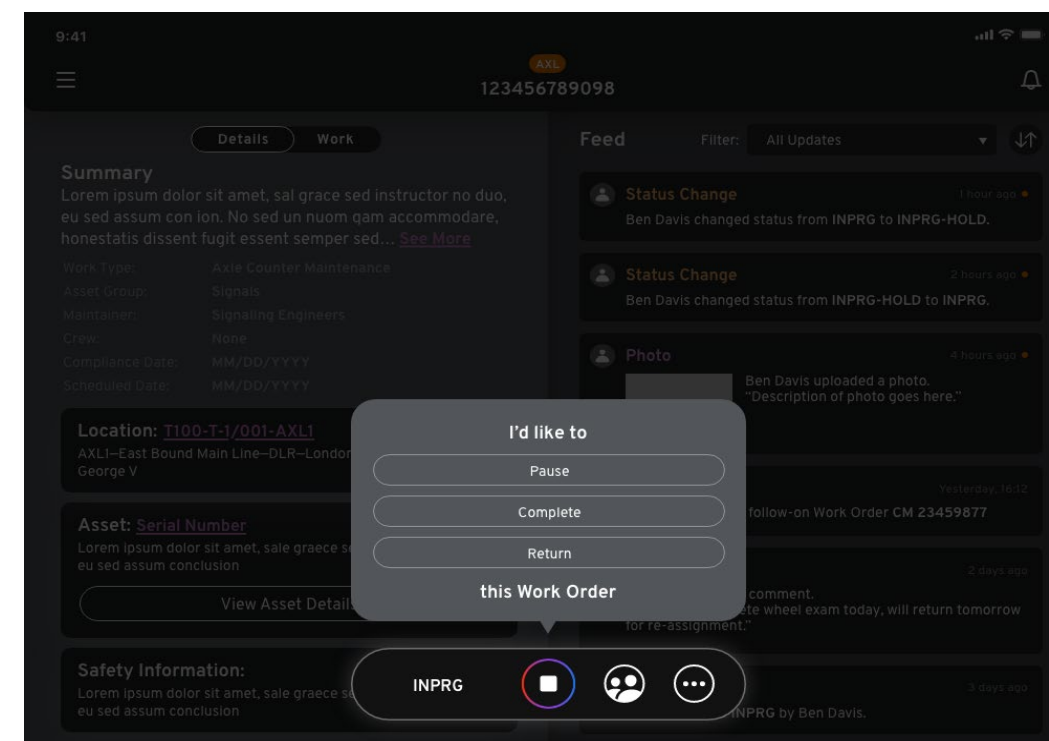 9:41
AXL
123456789098
Details Work
Summary
Lorem ipsum dolor sit amet, sal grace sed instructor no duo,
eu sed assum con ion. No sed un nuom qam accommodare,
honestatis dissent fugit essent semper sed... See More
Work Type: Axie Counter Maintenance
Asset Group: Signals
Maintainer: Signaling Engineers
Crew: None
Compliance Date: MM/DD/YYYY
Scheduled Date: MM/DD/YYYY
Location: T100-T-1/001-AXL1
AXL1—East Bound Main Line—DLR—London
George V
Asset: Serial Number
Lorem ipsum dolor sit amet, sale graece
eu sed assum conclusion
View Asset Details
Safety Information:
Lorem ipsum dolor sit amet, sale graece
eu sed assum conclusion
Feed Filter: All Updates
Status Change 1 hour ago
Ben Davis changed status from INPRG to INPRG-HOLD.
Status Change 2 hours ago
Ben Davis changed status from INPRG-HOLD to INPRG.
Photo 4 hours ago
Ben Davis uploaded a photo.
“Description of photo goes here.”
Yesterday, 16:12
follow-on Work Order CM 23459877
2 days ago
comment.
wheel exam today, will return tomorrow
for re-assignment.”
3 days ago
INPRG by Ben Davis.
I’d like to
Pause
Complete
Return
this Work Order
INPRG